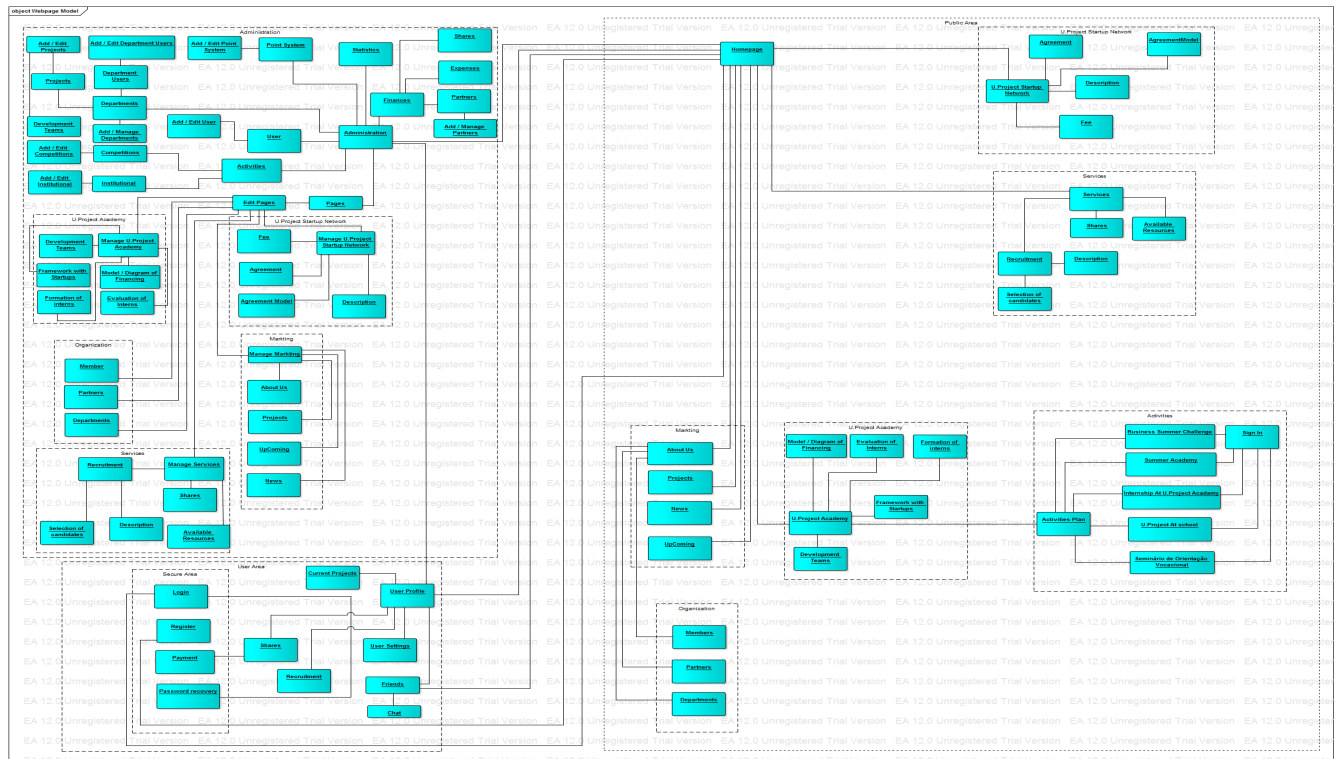 object Webpage Model
Administration
Add / Edit
Projects
Add / Edit Department Users
Add / Edit Point
System
Point System
Statistics
Shares
Projects
Department
Users
Expenses
Departments
Finances
Partners
Development
Teams
Add / Manage
Departments
Add / Edit User
User
Administration
Add / Manage
Partners
Add / Edit
Competitions
Competitions
Activities
Add / Edit
Institutional
Institutional
Edit Pages
Pages
U.Project Academy
Development
Teams
Manage U.Project
Academy
Framework with
Startups
Model / Diagram of
Financing
Formation of
interns
Evaluation of
Interns
U.Project Startup Network
Fee
Manage U.Project
Startup Network
Agreement
Agreement Model
Description
Organization
Member
Partners
Departments
Markting
Manage Markting
About Us
Projects
UpComing
News
Services
Recruitment
Manage Services
Shares
Selection of
candidates
Description
Available
Resources
User Area
Secure Area
Login
Register
Payment
Password recovery
Current Projects
User Profile
Shares
User Settings
Recruitment
Friends
Chat
Public Area
Homepage
U.Project Startup Network
Agreement
AgreementModel
U.Project Startup
Network
Description
Fee
Services
Services
Shares
Available
Resources
Recruitment
Description
Selection of
candidates
Markting
About Us
Projects
News
UpComing
U.Project Academy
Model / Diagram of
Financing
Evaluation of
Interns
Formation of
interns
Framework with
Startups
U.Project Academy
Development
Teams
Activities
Business Summer Challenge
Sign In
Summer Academy
Internship At U.Project Acadamy
Activities Plan
U.Project At school
Seminário de Orientação
Vocasional
Organization
Members
Partners
Departments
EA 12.0 Unregistered Trial Version